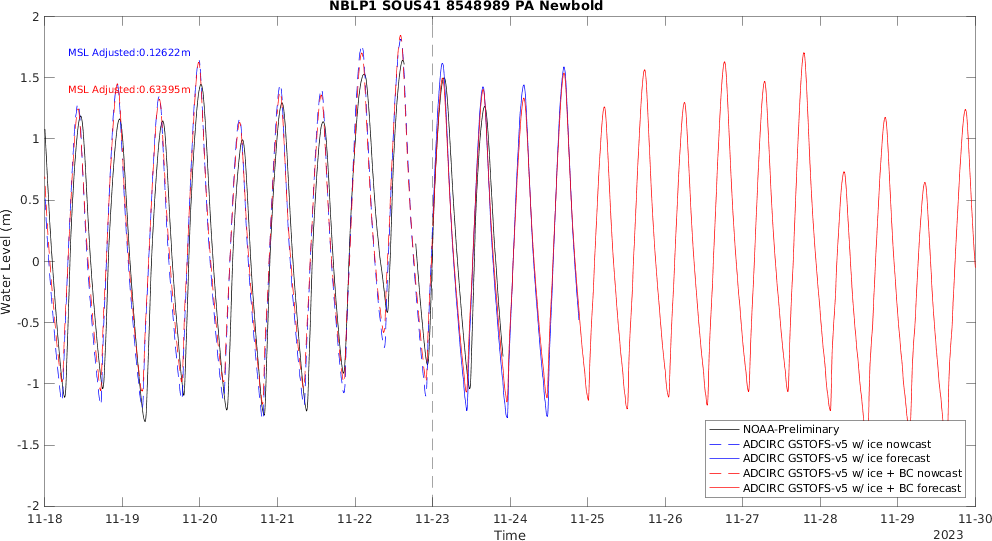 NBLP1 SOUS41 8548989 PA Newbold
MSL Adjusted:0.12622m
MSL Adjusted:0.63395m
Water Level (m)
2
1.5
1
0.5
0
-0.5
-1
-1.5
-2
NOAA-Preliminary
ADCIRC GSTOFS-v5 w/ ice nowcast
ADCIRC GSTOFS-v5 w/ ice forecast
ADCIRC GSTOFS-v5 w/ ice + BC nowcast
ADCIRC GSTOFS-v5 w/ ice + BC forecast
11-18 11-19 11-20 11-21 11-22 11-23 11-24 11-25 11-26 11-27 11-28 11-29 11-30
Time
2023